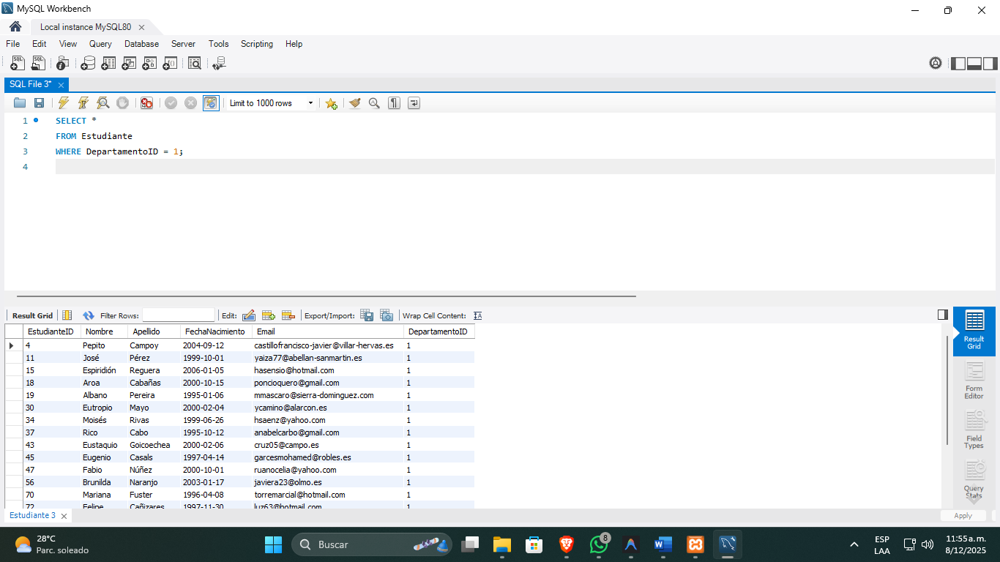 MySQL Workbench
Local instance MySQL80
File Edit View Query Database Server Tools Scripting Help
SQL File 3*
Limit to 1000 rows
1 SELECT *
2 FROM Estudiante
3 WHERE DepartamentoID = 1;
4
Result Grid Filter Rows: Edit: Export/Import: Wrap Cell Content:
EstudianteID Nombre Apellido FechaNacimiento Email DepartamentoID
4 Pepito Campoy 2004-09-12 castillofrancisco-javier@villar-hervas.es 1
11 José Pérez 1999-10-01 yaiza77@abellan-sanmartin.es 1
15 Espiridión Reguera 2006-01-05 hasensio@hotmail.com 1
18 Aroa Cabañas 2000-10-15 poncioquero@gmail.com 1
19 Albano Pereira 1995-01-06 mmascaro@sierra-dominguez.com 1
30 Eutropio Mayo 2000-02-04 ycamino@alarcon.es 1
34 Moisés Rivas 1999-06-26 hsaenz@yahoo.com 1
37 Rico Cabo 1995-10-12 anabelcarbo@gmail.com 1
43 Eustaquio Goicoechea 2000-02-06 cruz05@campo.es 1
45 Eugenio Casals 1997-04-14 garcesmohamed@robles.es 1
47 Fabio Núñez 2000-10-01 ruanocelia@yahoo.com 1
56 Brunilda Naranjo 2003-01-17 javiera23@olmo.es 1
70 Mariana Fuster 1996-04-08 torremarcial@hotmail.com 1
72 Felipe Cañizares 1997-11-30 luz63@hotmail.com 1
Result
Grid
Form
Editor
Field
Types
Query
Stats
Estudiante 3
Apply
28°C
Parc. soleado
Buscar
8
ESP
LAA
11:55 a. m.
8/12/2025